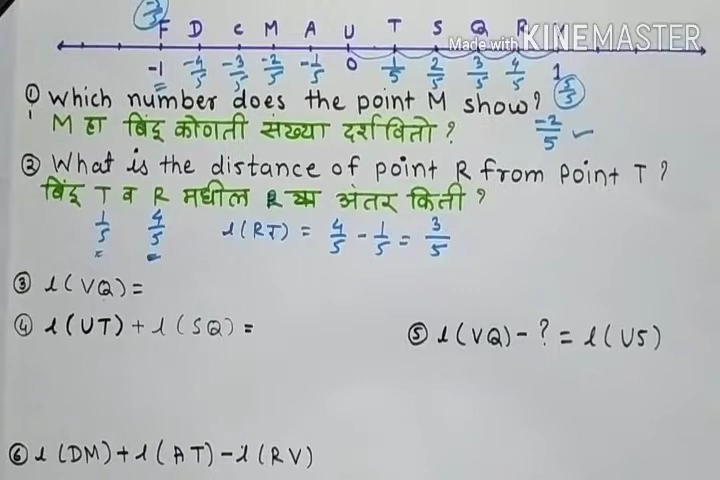 -5/5
F D C M A U T S Q R V
-1 -4/5 -3/5 -2/5 -1/5 0 1/5 2/5 3/5 4/5 1 5/5
Made with KINEMASTER
① Which number does the point M show?
M हा बिंदू कोणती संख्या दर्शवितो ? -2/5 ✓
② What is the distance of point R from point T ?
बिंदू T व R मधील अंतर किती ?
1/5 4/5 l(RT) = 4/5 - 1/5 = 3/5
③ l(VQ) =
④ l(UT) + l(SQ) =
⑤ l(VQ) - ? = l(US)
⑥ l(DM) + l(AT) - l(RV)